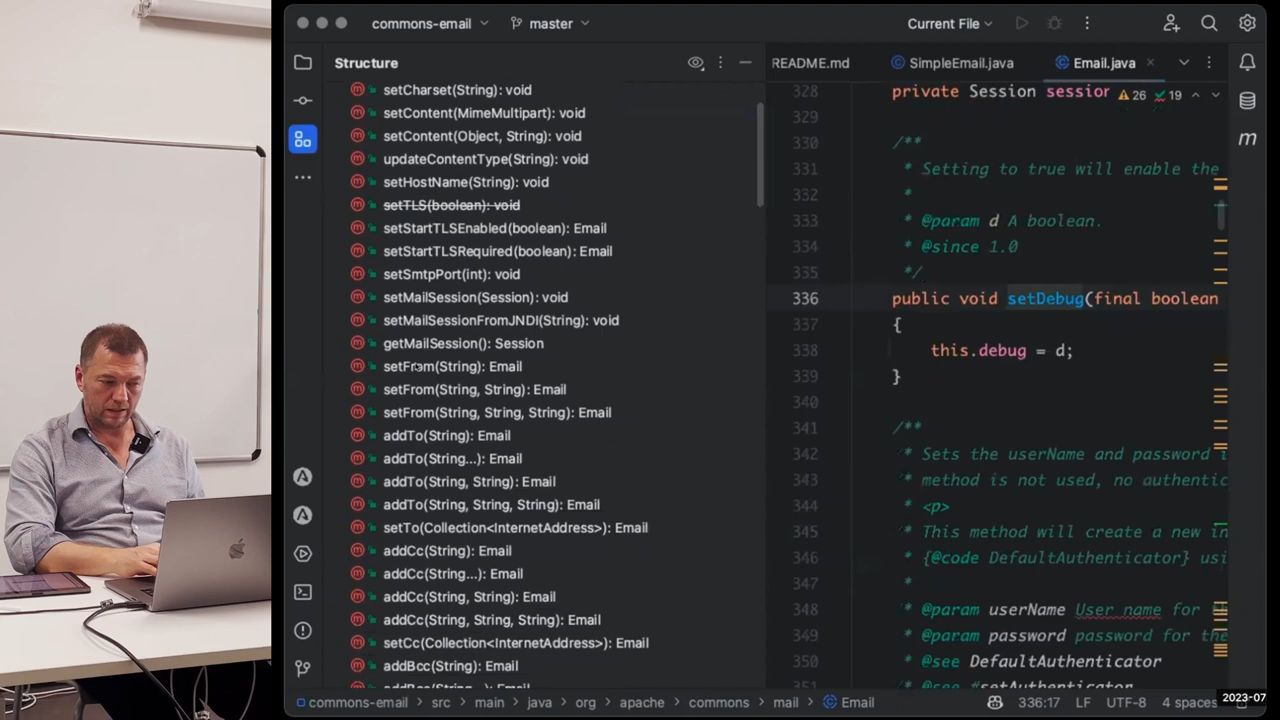 commons-email
master
Current File
Structure
README.md
SimpleEmail.java
Email.java
setCharset(String): void
setContent(MimeMultipart): void
setContent(Object, String): void
updateContentType(String): void
setHostName(String): void
setTLS(boolean): void
setStartTLSEnabled(boolean): Email
setStartTLSRequired(boolean): Email
setSmtpPort(int): void
setMailSession(Session): void
setMailSessionFromJNDI(String): void
getMailSession(): Session
setFrom(String): Email
setFrom(String, String): Email
setFrom(String, String, String): Email
addTo(String): Email
addTo(String...): Email
addTo(String, String): Email
addTo(String, String, String): Email
setTo(Collection<InternetAddress>): Email
addCc(String): Email
addCc(String...): Email
addCc(String, String): Email
addCc(String, String, String): Email
setCc(Collection<InternetAddress>): Email
addBcc(String): Email
328 private Session session 26 19
329
330 /**
331 * Setting to true will enable the
332 *
333 * @param d A boolean.
334 * @since 1.0
335 */
336 public void setDebug(final boolean
337 {
338 this.debug = d;
339 }
340
341 /**
342 * Sets the userName and password
343 * method is not used, no authentic
344 * <p>
345 * This method will create a new in
346 * {@code DefaultAuthenticator} usi
347 *
348 * @param userName User name for
349 * @param password password for the
350 * @see DefaultAuthenticator
351 * @see #setAuthenticator
commons-email > src > main > java > org > apache > commons > mail > Email
336:17 LF UTF-8 4 spaces
2023-07